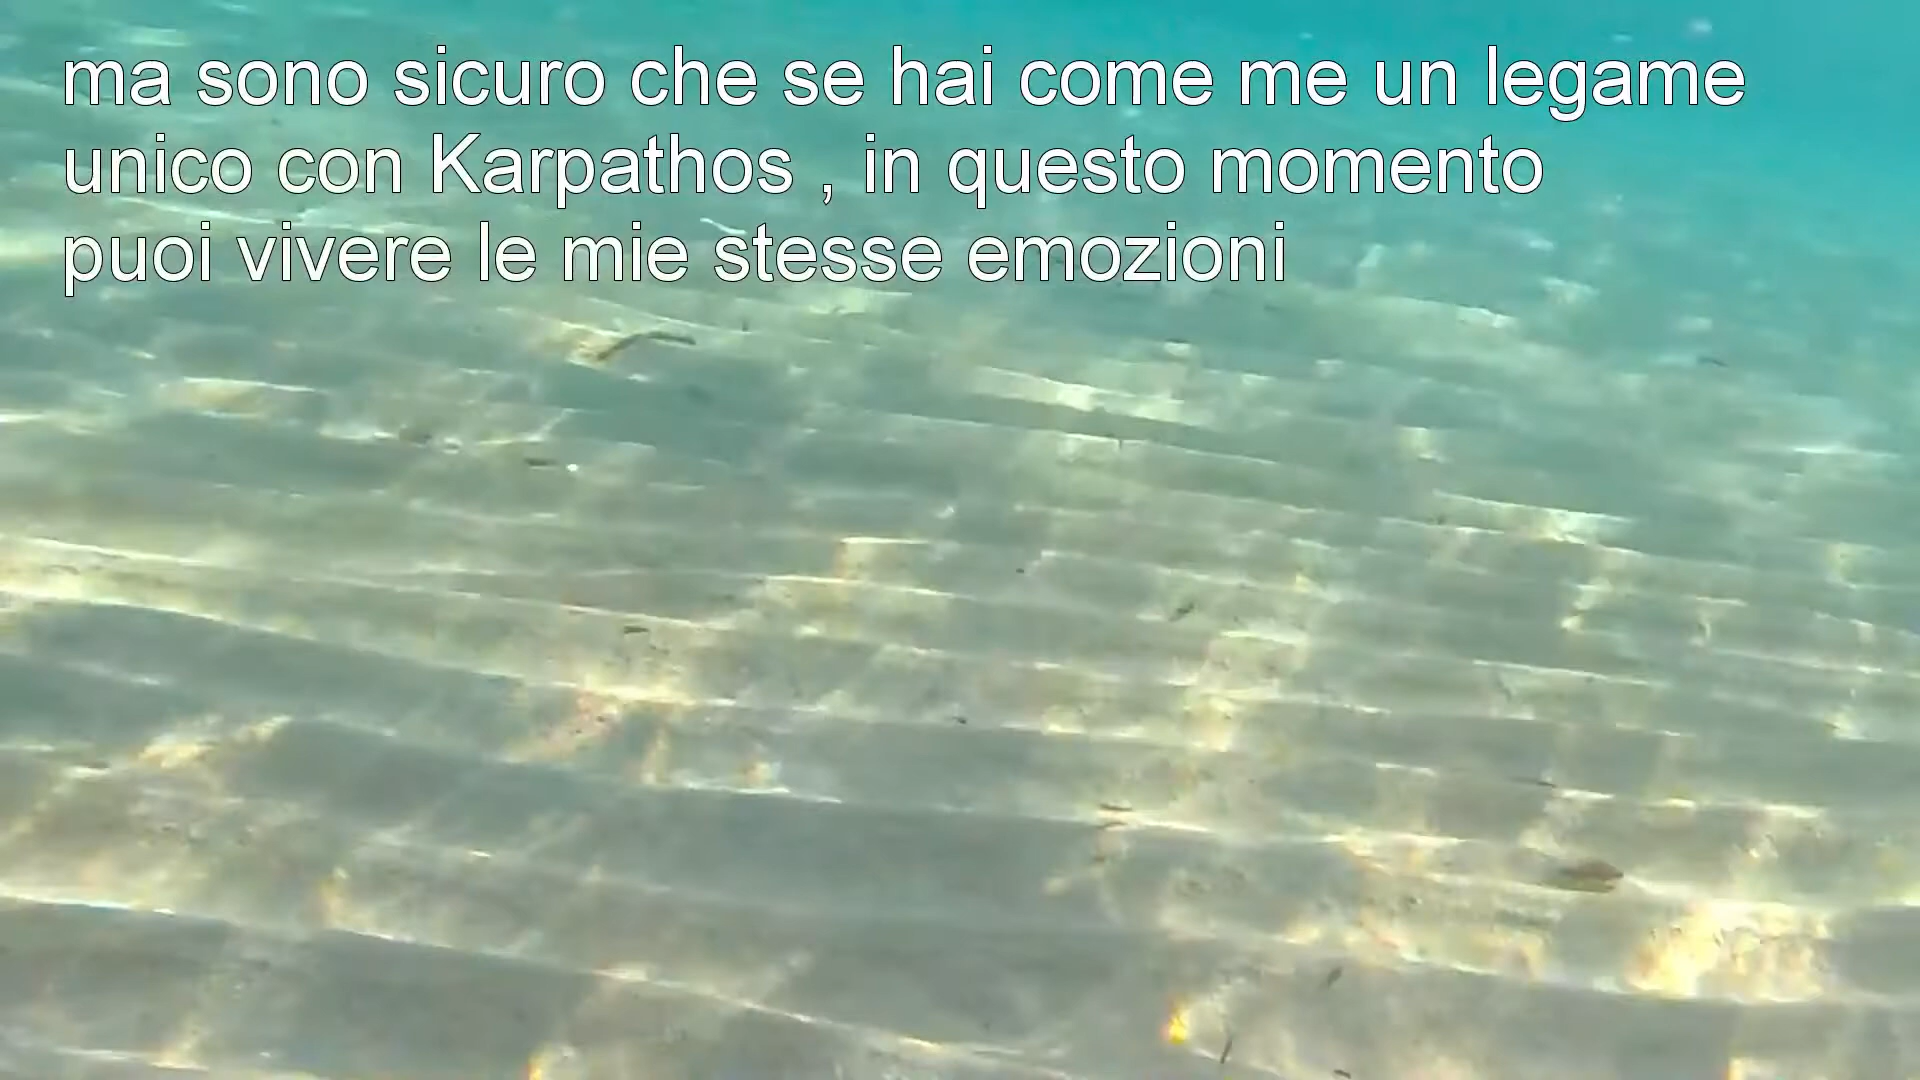 ma sono sicuro che se hai come me un legame
unico con Karpathos , in questo momento
puoi vivere le mie stesse emozioni